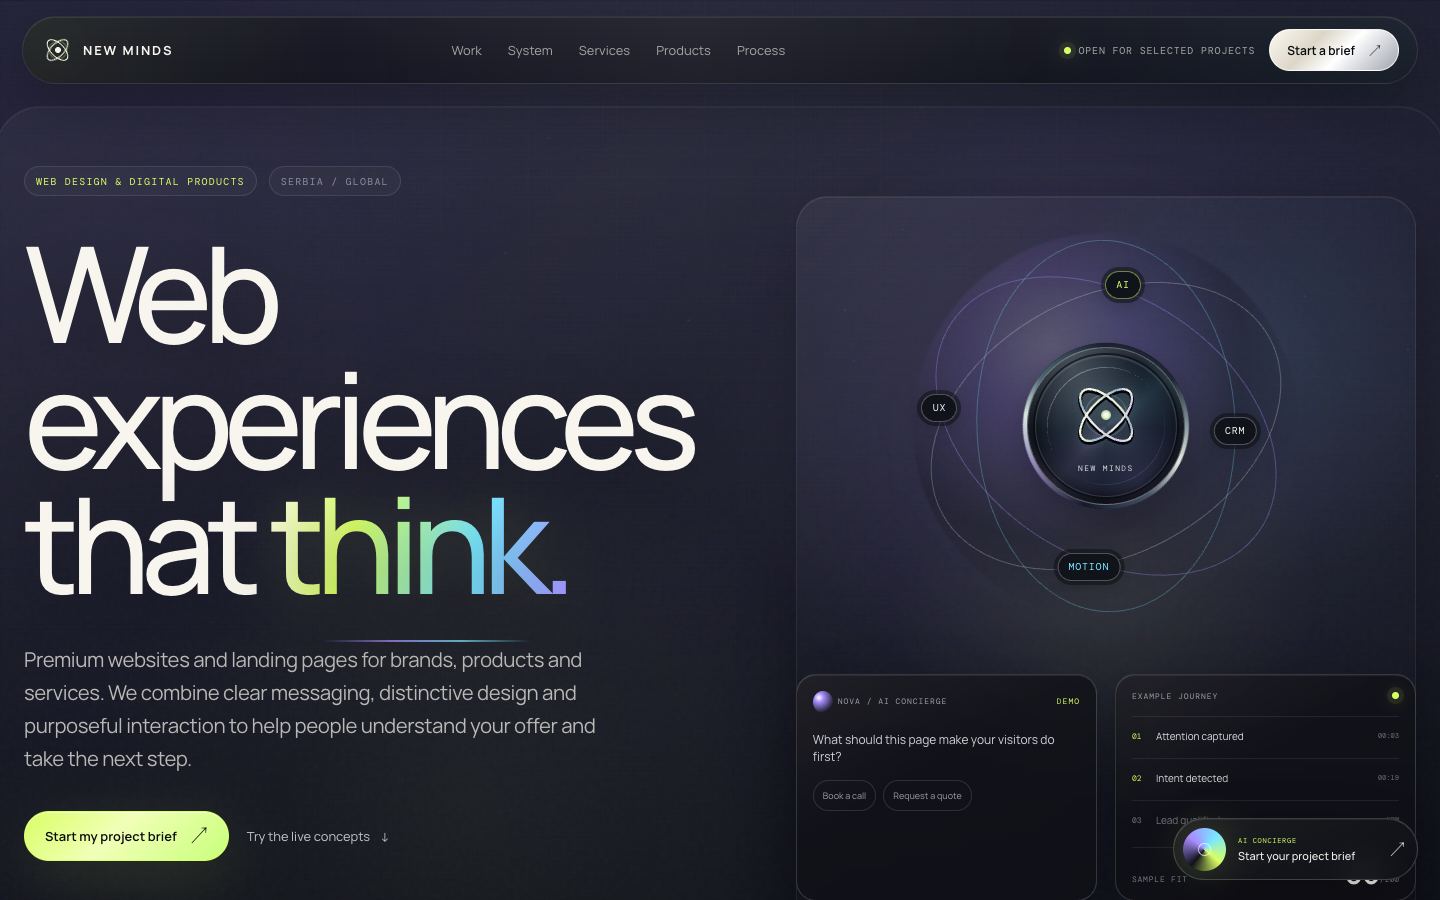 NEW MINDS
Work System Services Products Process
OPEN FOR SELECTED PROJECTS
Start a brief
WEB DESIGN & DIGITAL PRODUCTS
SERBIA / GLOBAL
Web
experiences
that think.
Premium websites and landing pages for brands, products and
services. We combine clear messaging, distinctive design and
purposeful interaction to help people understand your offer and
take the next step.
Start my project brief
Try the live concepts ↓
AI
UX
CRM
NEW MINDS
MOTION
NOVA / AI CONCIERGE
DEMO
What should this page make your visitors do
first?
Book a call
Request a quote
EXAMPLE JOURNEY
01 Attention captured 00:03
02 Intent detected 00:19
03 Lead
AI CONCIERGE
Start your project brief
SAMPLE FIT